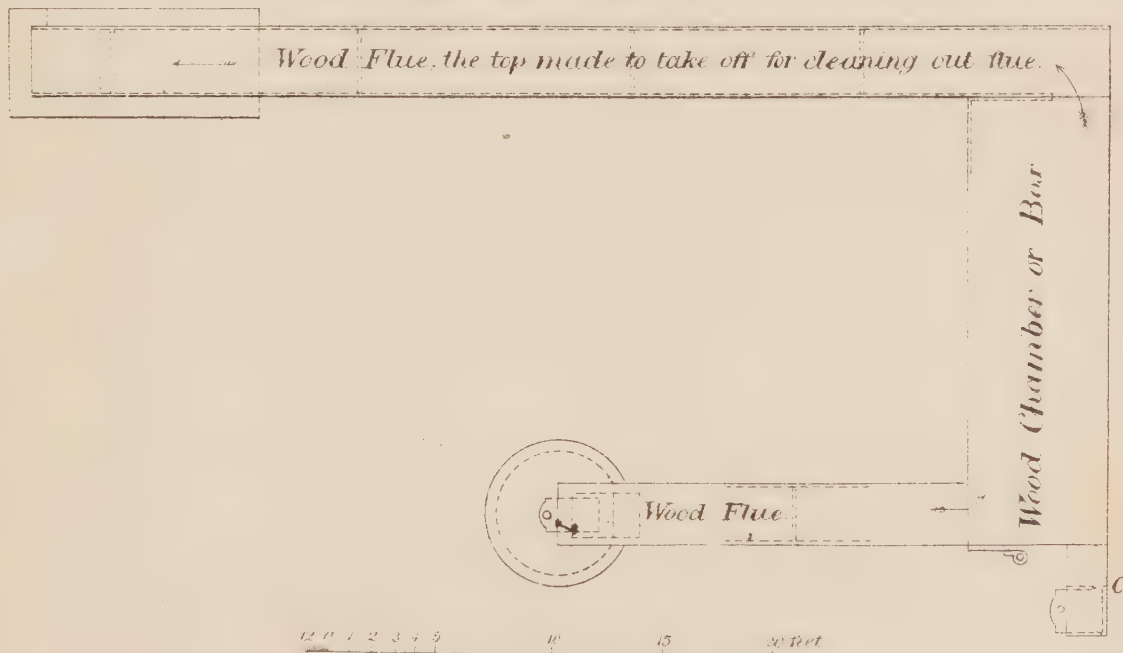 Wood Flue, the top made to take off for cleaning out flue.
Wood Chamber or Box
Wood Flue
C
12 0 1 2 3 4 5 10 15 20 feet